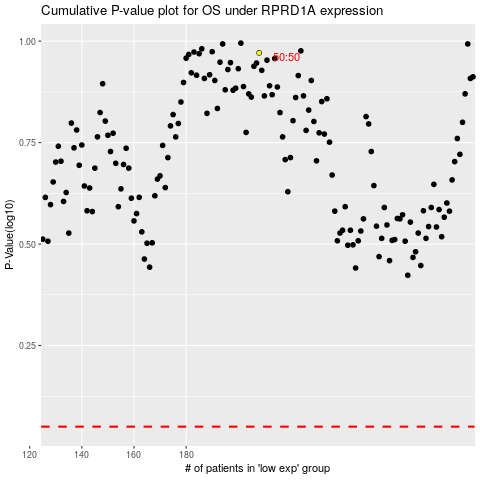 Cumulative P-value plot for OS under RPRD1A expression
P-Value(log10)
1.00
0.75
0.50
0.25
50:50
120 140 160 180
# of patients in 'low exp' group